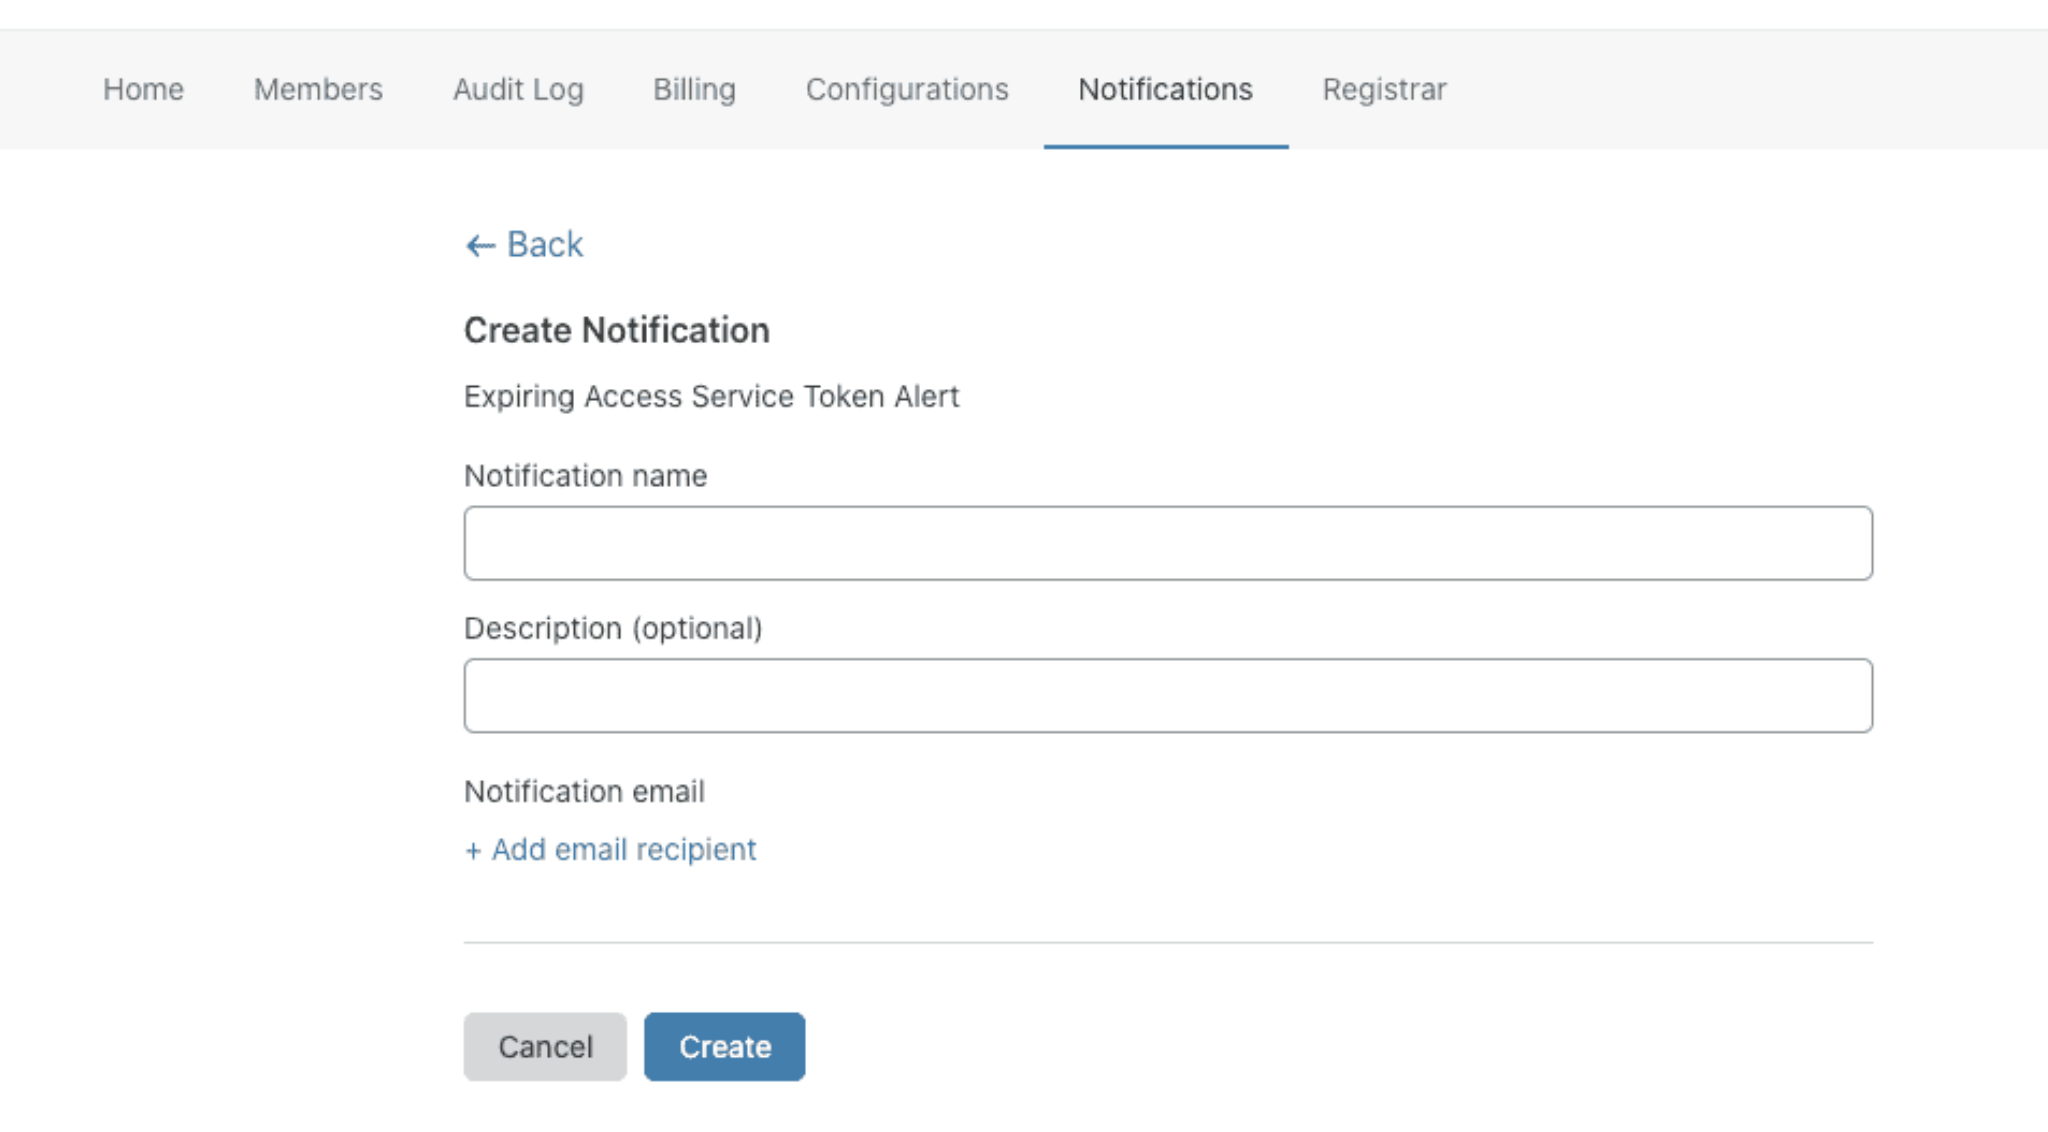 Home Members Audit Log Billing Configurations Notifications Registrar
← Back
Create Notification
Expiring Access Service Token Alert
Notification name
Description (optional)
Notification email
+ Add email recipient
Cancel Create